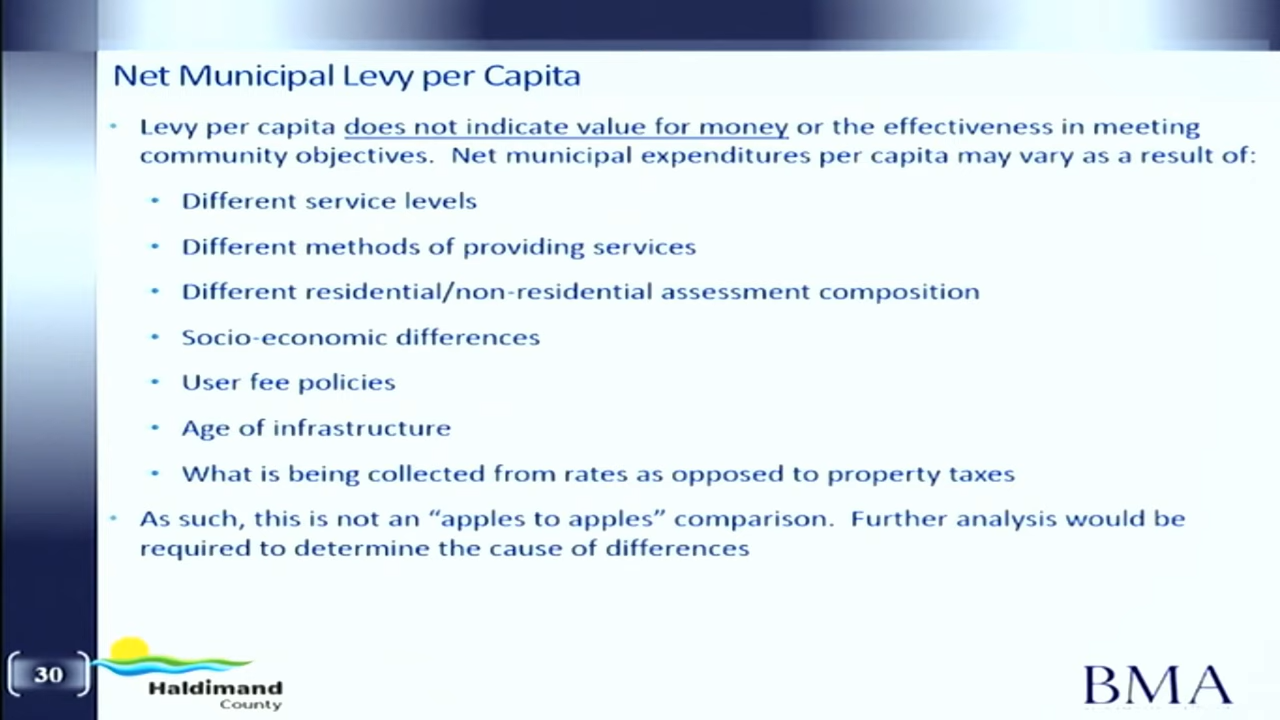 Net Municipal Levy per Capita
• Levy per capita does not indicate value for money or the effectiveness in meeting
community objectives. Net municipal expenditures per capita may vary as a result of:
• Different service levels
• Different methods of providing services
• Different residential/non-residential assessment composition
• Socio-economic differences
• User fee policies
• Age of infrastructure
• What is being collected from rates as opposed to property taxes
• As such, this is not an “apples to apples” comparison. Further analysis would be
required to determine the cause of differences
30
Haldimand
County
BMA